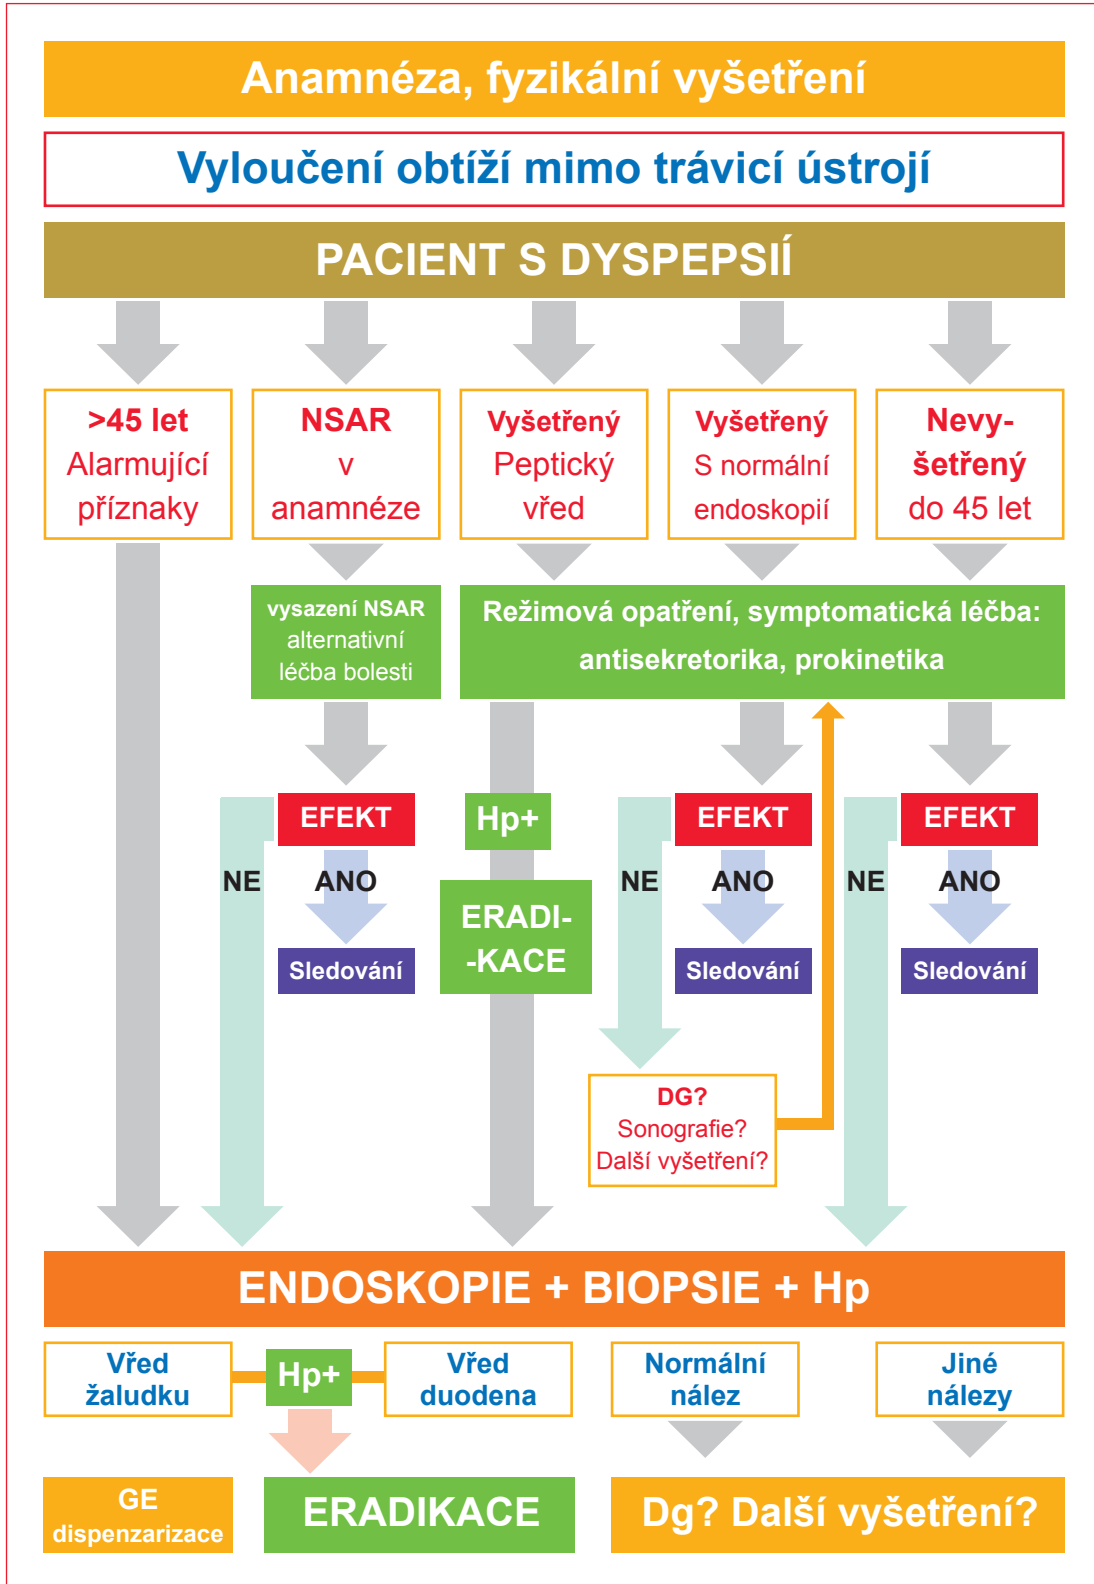 Anamnéza, fyzikální vyšetření
Vyloučení obtíží mimo trávicí ústrojí
PACIENT S DYSPEPSIÍ
>45 let
Alarmující
příznaky
NSAR
v
anamnéze
Vyšetřený
Peptický
vřed
Vyšetřený
S normální
endoskopií
Nevy-
šetřený
do 45 let
vysazení NSAR
alternativní
léčba bolesti
Režimová opatření, symptomatická léčba:
antisekretorika, prokinetika
EFEKT
NE
ANO
Sledování
Hp+
ERADI-
-KACE
EFEKT
NE
ANO
Sledování
DG?
Sonografie?
Další vyšetření?
EFEKT
NE
ANO
Sledování
ENDOSKOPIE + BIOPSIE + Hp
Vřed
žaludku
Hp+
Vřed
duodena
Normální
nález
Jiné
nálezy
GE
dispenzarizace
ERADIKACE
Dg? Další vyšetření?